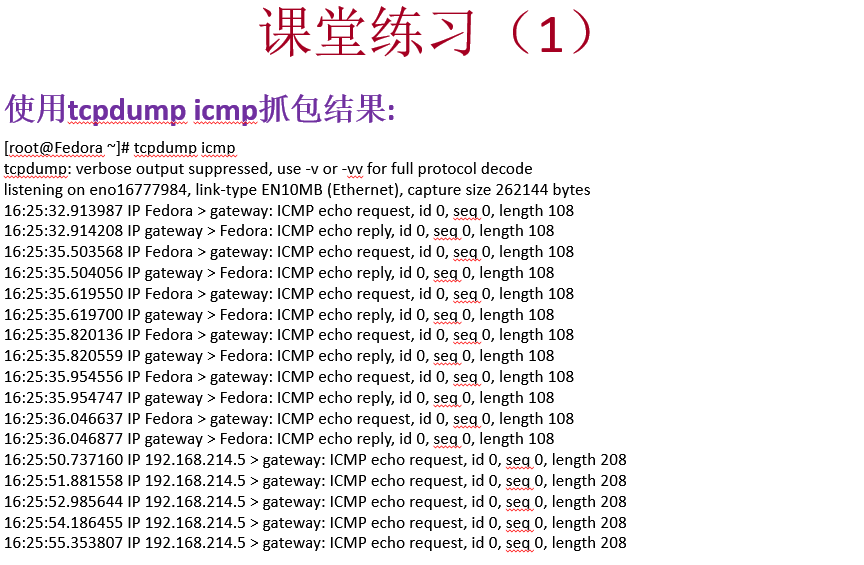 课堂练习（1）
使用tcpdump icmp抓包结果:
[root@Fedora ~]# tcpdump icmp
tcpdump: verbose output suppressed, use -v or -vv for full protocol decode
listening on eno16777984, link-type EN10MB (Ethernet), capture size 262144 bytes
16:25:32.913987 IP Fedora > gateway: ICMP echo request, id 0, seq 0, length 108
16:25:32.914208 IP gateway > Fedora: ICMP echo reply, id 0, seq 0, length 108
16:25:35.503568 IP Fedora > gateway: ICMP echo request, id 0, seq 0, length 108
16:25:35.504056 IP gateway > Fedora: ICMP echo reply, id 0, seq 0, length 108
16:25:35.619550 IP Fedora > gateway: ICMP echo request, id 0, seq 0, length 108
16:25:35.619700 IP gateway > Fedora: ICMP echo reply, id 0, seq 0, length 108
16:25:35.820136 IP Fedora > gateway: ICMP echo request, id 0, seq 0, length 108
16:25:35.820559 IP gateway > Fedora: ICMP echo reply, id 0, seq 0, length 108
16:25:35.954556 IP Fedora > gateway: ICMP echo request, id 0, seq 0, length 108
16:25:35.954747 IP gateway > Fedora: ICMP echo reply, id 0, seq 0, length 108
16:25:36.046637 IP Fedora > gateway: ICMP echo request, id 0, seq 0, length 108
16:25:36.046877 IP gateway > Fedora: ICMP echo reply, id 0, seq 0, length 108
16:25:50.737160 IP 192.168.214.5 > gateway: ICMP echo request, id 0, seq 0, length 208
16:25:51.881558 IP 192.168.214.5 > gateway: ICMP echo request, id 0, seq 0, length 208
16:25:52.985644 IP 192.168.214.5 > gateway: ICMP echo request, id 0, seq 0, length 208
16:25:54.186455 IP 192.168.214.5 > gateway: ICMP echo request, id 0, seq 0, length 208
16:25:55.353807 IP 192.168.214.5 > gateway: ICMP echo request, id 0, seq 0, length 208